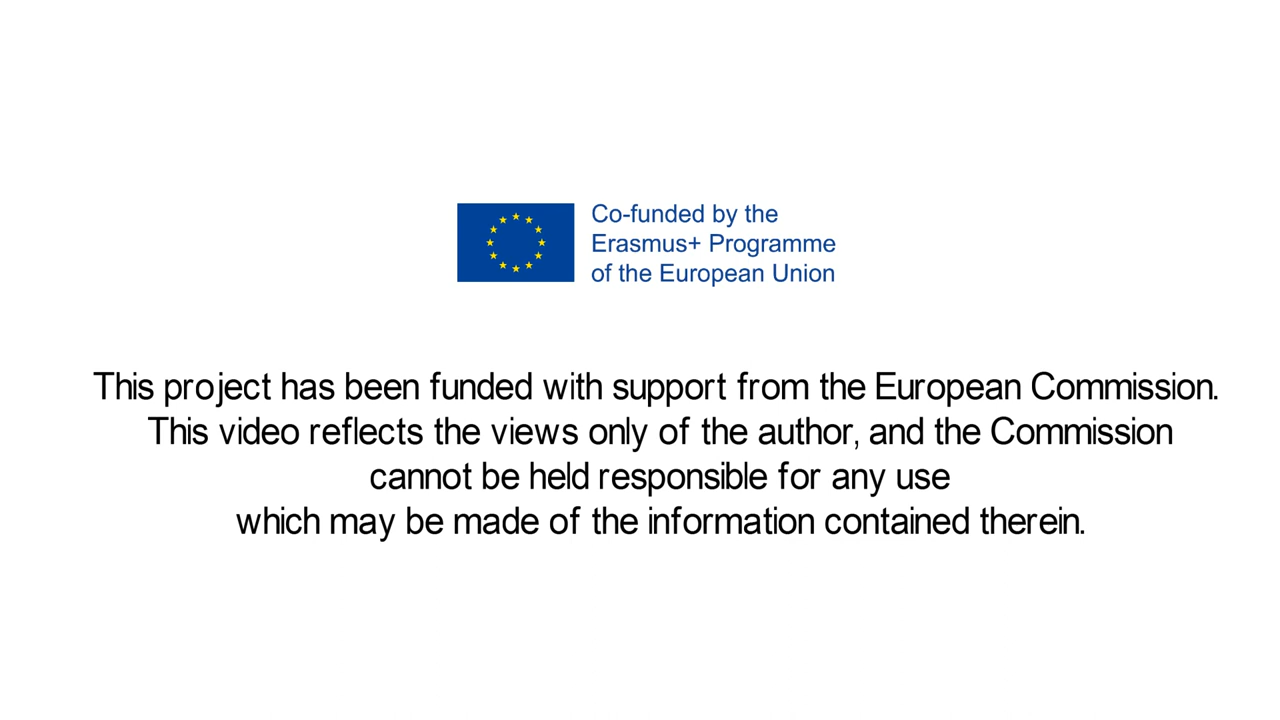 Co-funded by the
Erasmus+ Programme
of the European Union
This project has been funded with support from the European Commission.
This video reflects the views only of the author, and the Commission
cannot be held responsible for any use
which may be made of the information contained therein.